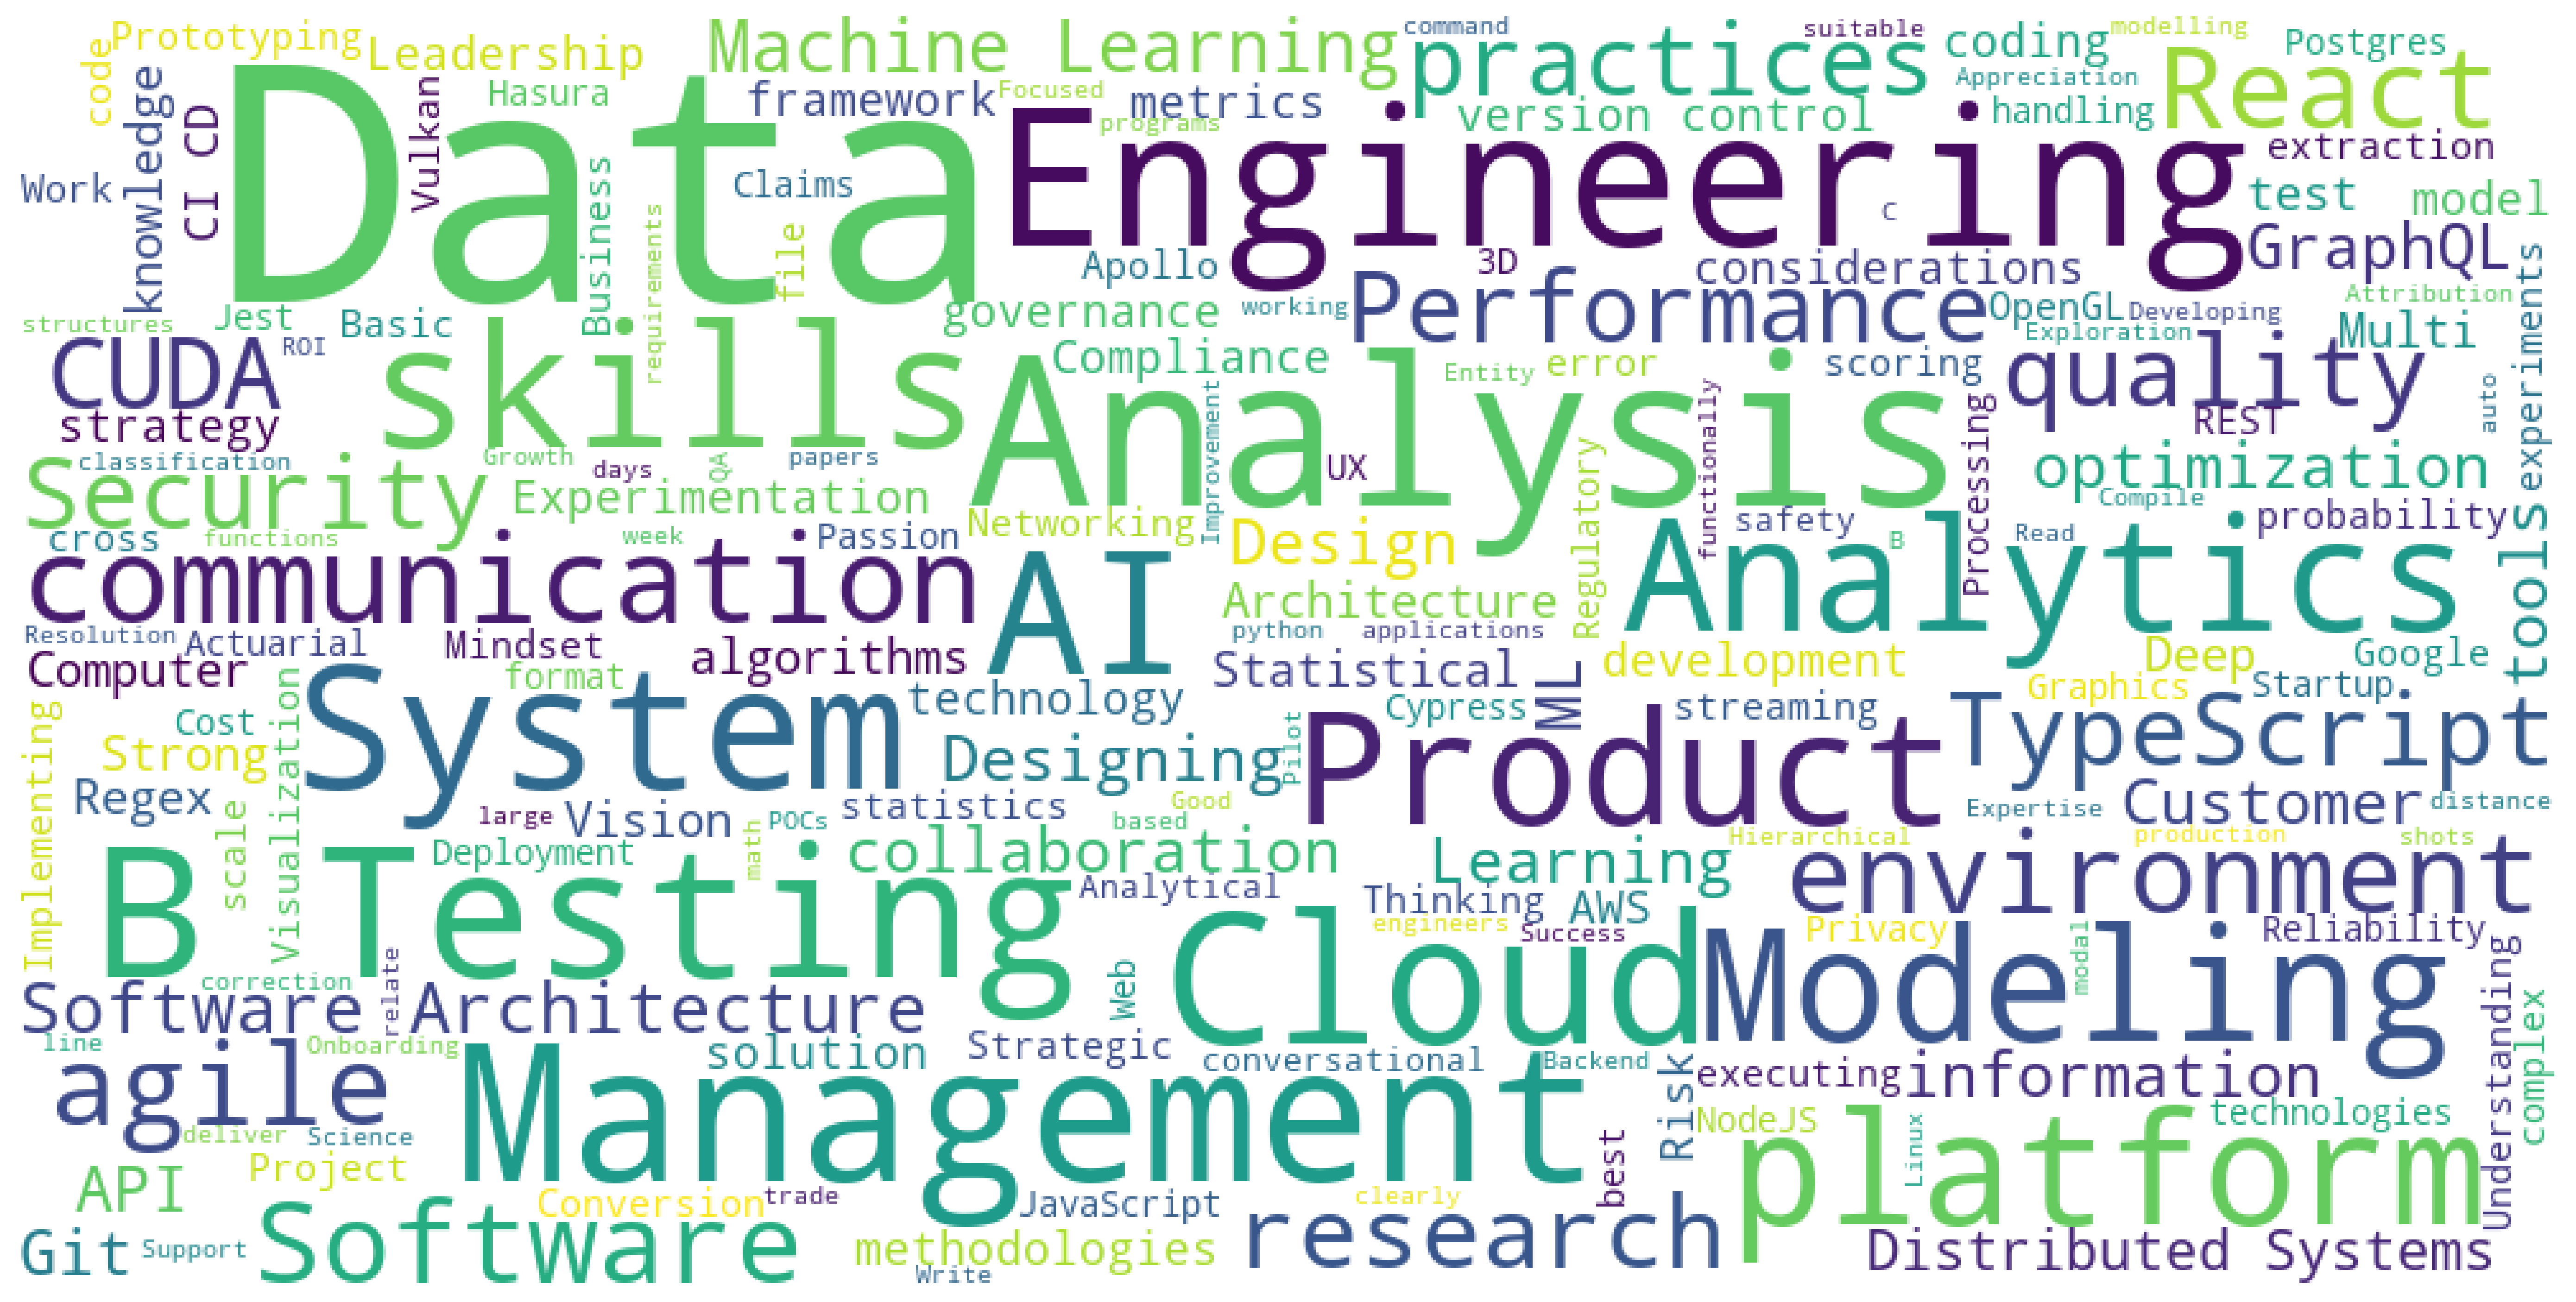 code
Prototyping
Leadership
Machine Learning
command
practices
suitable
coding
modelling
Postgres
React
Appreciation
knowledge
CI CD
Data
Vulkan
Hasura
framework
Focused
metrics
programs
version control
handling
extraction
Work
Business
requirements
Claims
file
Engineering
C
test
model
GraphQL
Apollo
3D
considerations
structures
Jest
Basic
governance
working
Performance
OpenGL
Developing
Attribution
Exploration
Multi
experiments
CUDA
ROI
skills
Compliance
Analysis
Entity
error
scoring
quality
auto
strategy
REST
Improvement
functionally
Processing
classification
Growth
days
QA
papers
UX
Regulatory
optimization
Security
Experimentation
Compile
cross
functions
week
Passion
Networking
Design
safety
B
Read
probability
communication
AI
Architecture
Analytics
tools
Resolution
Actuarial
Mindset
algorithms
python
applications
Computer
format
Statistical
ML
development
Deep
Google
Implementing
Cost
Visualization
System
technology
Cypress
streaming
Graphics
Startup
Strong
Designing
Pilot
Product
TypeScript
Regex
scale
large
Vision
statistics
Good
Expertise
Customer
distance
POCs
based
math
Hierarchical
production
shots
B Testing
Deployment
collaboration
Learning
environment
Analytical
Thinking
AWS
engineers
Success
Cloud
Privacy
Reliability
Modeling
modal
Understanding
correction
Software Architecture
relate
Web
complex
line
Onboarding
solution
Strategic
conversational
Backend
Risk
executing
information
agile
Management
NodeJS
technologies
deliver
Science
best
platform
Linux
API
Project
Conversion
trade
JavaScript
clearly
Git
Support
Software
methodologies
Write
research
Distributed Systems